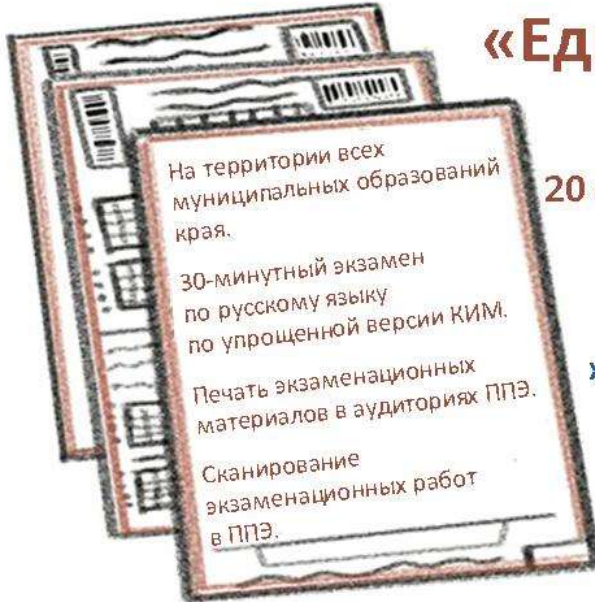 «Ед
20
На территории всех
муниципальных образований
края.
30-минутный экзамен
по русскому языку
по упрощенной версии КИМ.
Печать экзаменационных
материалов в аудиториях ППЭ.
Сканирование
экзаменационных работ
в ППЭ.